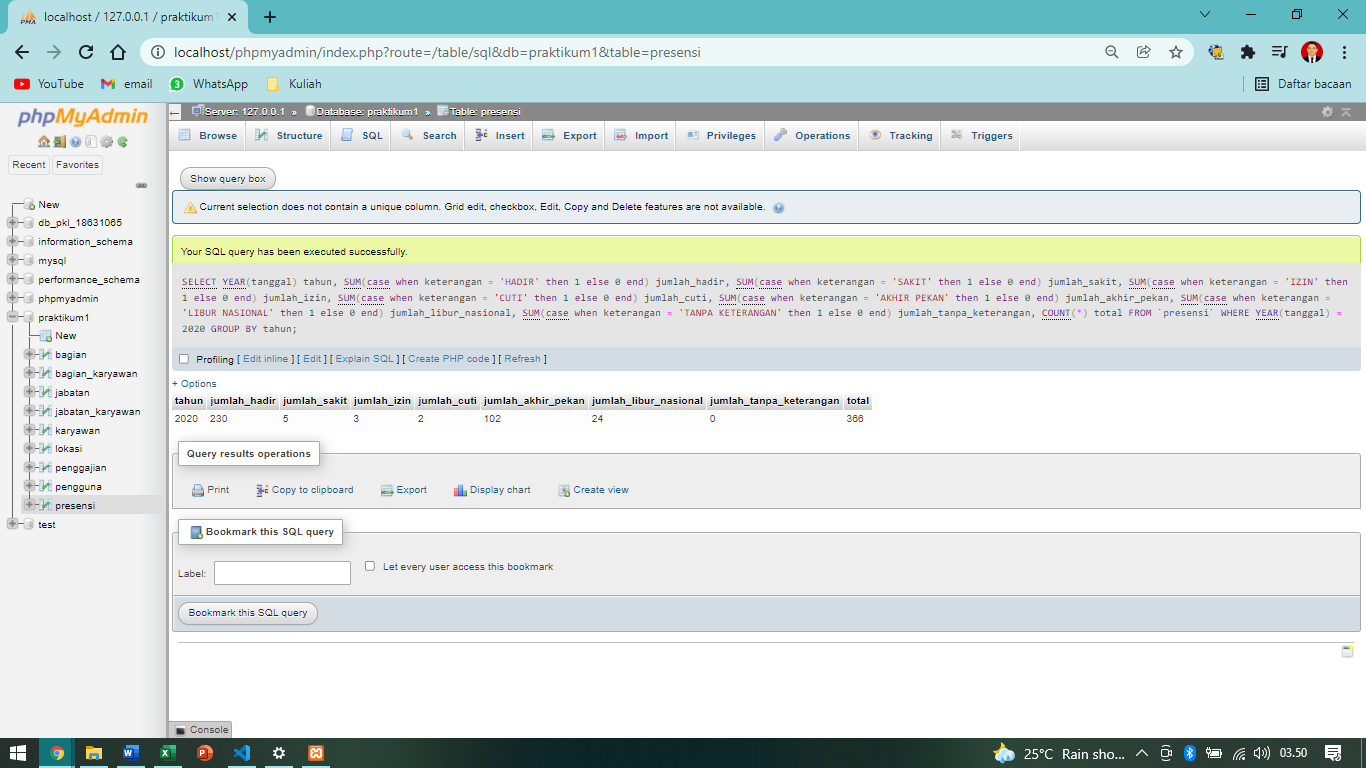 localhost / 127.0.0.1 / praktikum1
localhost/phpmyadmin/index.php?route=/table/sql&db=praktikum1&table=presensi
YouTube email 3 WhatsApp Kuliah Daftar bacaan
phpMyAdmin
Recent Favorites
New
db_pkl_18631065
information_schema
mysql
performance_schema
phpmyadmin
praktikum1
New
bagian
bagian_karyawan
jabatan
jabatan_karyawan
karyawan
lokasi
penggajian
pengguna
presensi
test
Server: 127.0.0.1 » Database: praktikum1 » Table: presensi
Browse Structure SQL Search Insert Export Import Privileges Operations Tracking Triggers
Show query box
Current selection does not contain a unique column. Grid edit, checkbox, Edit, Copy and Delete features are not available.
Your SQL query has been executed successfully.
SELECT YEAR(tanggal) tahun, SUM(case when keterangan = 'HADIR' then 1 else 0 end) jumlah_hadir, SUM(case when keterangan = 'SAKIT' then 1 else 0 end) jumlah_sakit, SUM(case when keterangan = 'IZIN' then
1 else 0 end) jumlah_izin, SUM(case when keterangan = 'CUTI' then 1 else 0 end) jumlah_cuti, SUM(case when keterangan = 'AKHIR PEKAN' then 1 else 0 end) jumlah_akhir_pekan, SUM(case when keterangan =
'LIBUR NASIONAL' then 1 else 0 end) jumlah_libur_nasional, SUM(case when keterangan = 'TANPA KETERANGAN' then 1 else 0 end) jumlah_tanpa_keterangan, COUNT(*) total FROM `presensi` WHERE YEAR(tanggal) =
2020 GROUP BY tahun;
Profiling [ Edit inline ] [ Edit ] [ Explain SQL ] [ Create PHP code ] [ Refresh ]
+ Options
tahun jumlah_hadir jumlah_sakit jumlah_izin jumlah_cuti jumlah_akhir_pekan jumlah_libur_nasional jumlah_tanpa_keterangan total
2020 230 5 3 2 102 24 0 366
Query results operations
Print Copy to clipboard Export Display chart Create view
Bookmark this SQL query
Label: Let every user access this bookmark
Bookmark this SQL query
Console
25°C Rain sho... 03.50